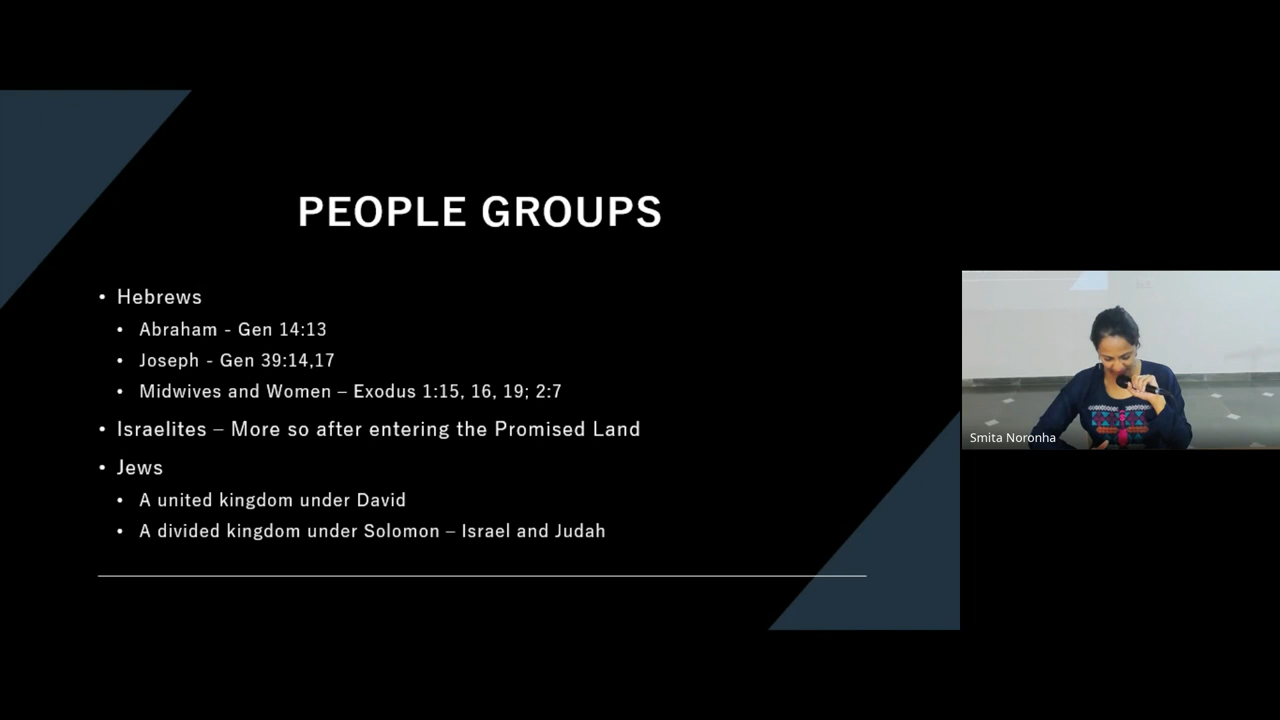 PEOPLE GROUPS
• Hebrews
• Abraham - Gen 14:13
• Joseph - Gen 39:14,17
• Midwives and Women – Exodus 1:15, 16, 19; 2:7
• Israelites – More so after entering the Promised Land
• Jews
• A united kingdom under David
• A divided kingdom under Solomon – Israel and Judah
Smita Noronha